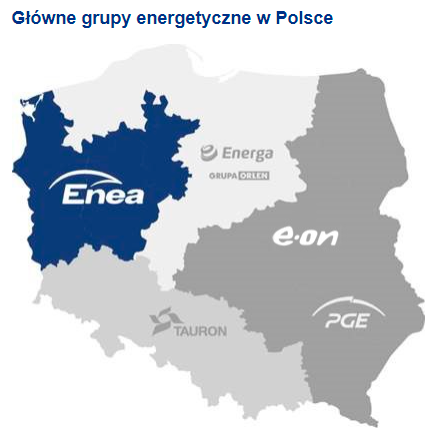 Główne grupy energetyczne w Polsce
Energa
GRUPA ORLEN
Enea
e·on
TAURON
PGE